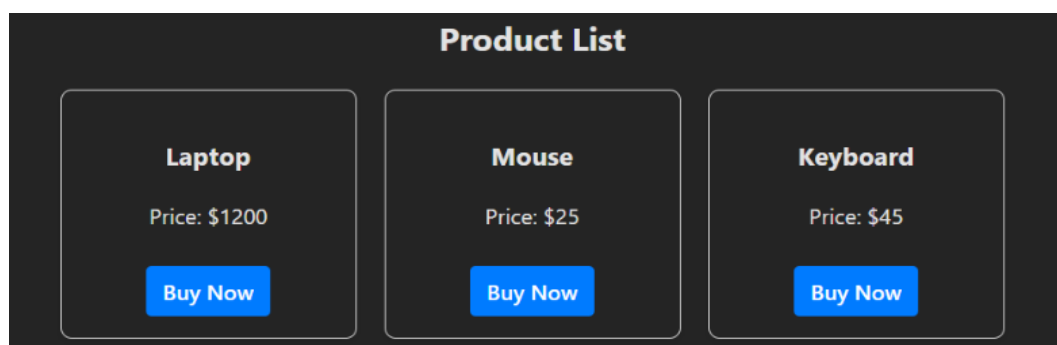 Product List
Laptop
Price: $1200
Buy Now
Mouse
Price: $25
Buy Now
Keyboard
Price: $45
Buy Now